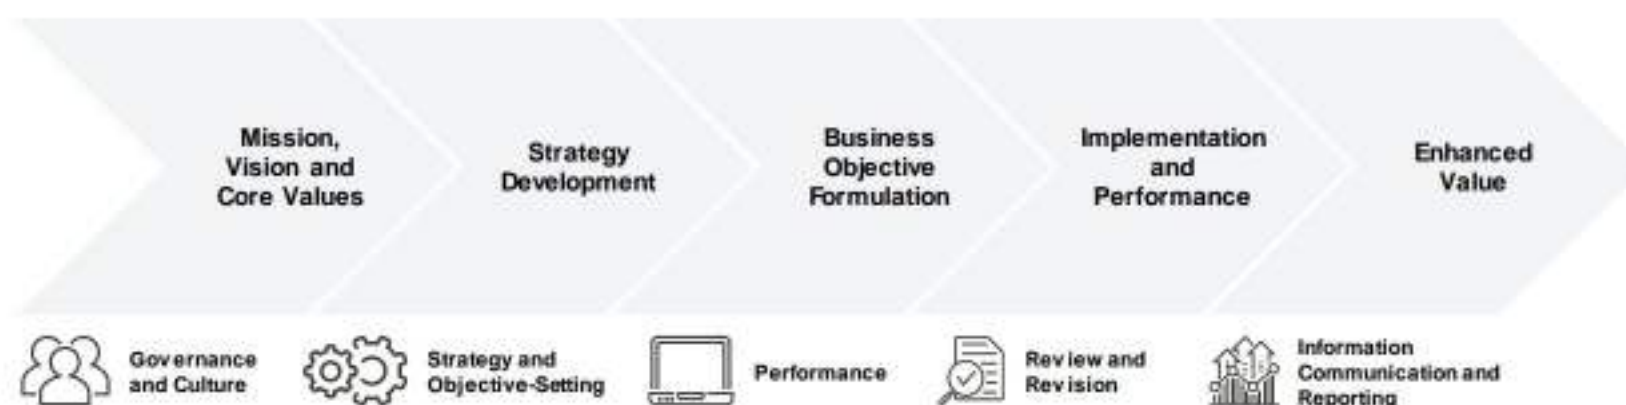 Mission,
Vision and
Core Values
Strategy
Development
Business
Objective
Formulation
Implementation
and
Performance
Enhanced
Value
Governance
and Culture
Strategy and
Objective-Setting
Performance
Review and
Revision
Information
Communication and
Reporting